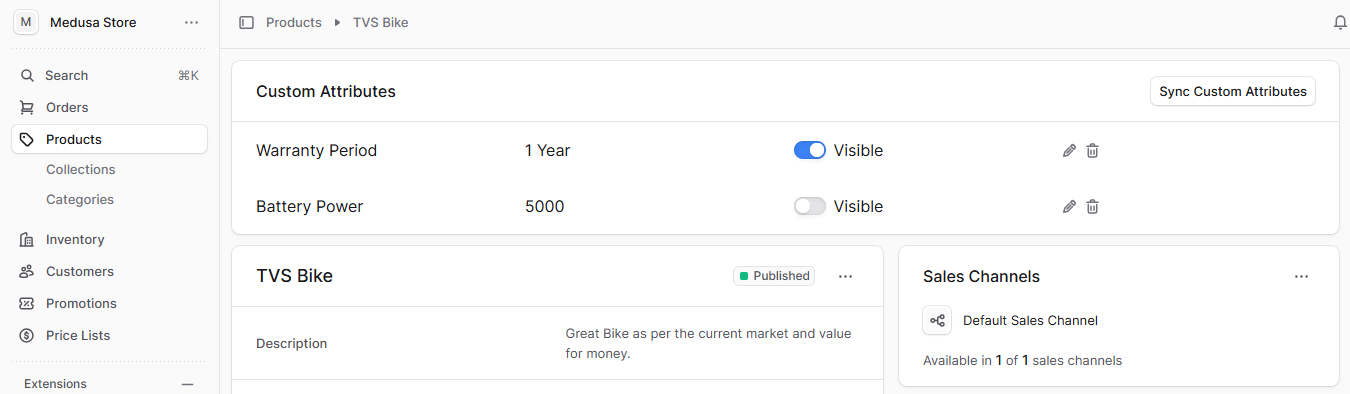 M Medusa Store
Search ⌘K
Orders
Products
Collections
Categories
Inventory
Customers
Promotions
Price Lists
Extensions
Products TVS Bike
Custom Attributes Sync Custom Attributes
Warranty Period 1 Year Visible
Battery Power 5000 Visible
TVS Bike Published
Description Great Bike as per the current market and value
for money.
Sales Channels
Default Sales Channel
Available in 1 of 1 sales channels